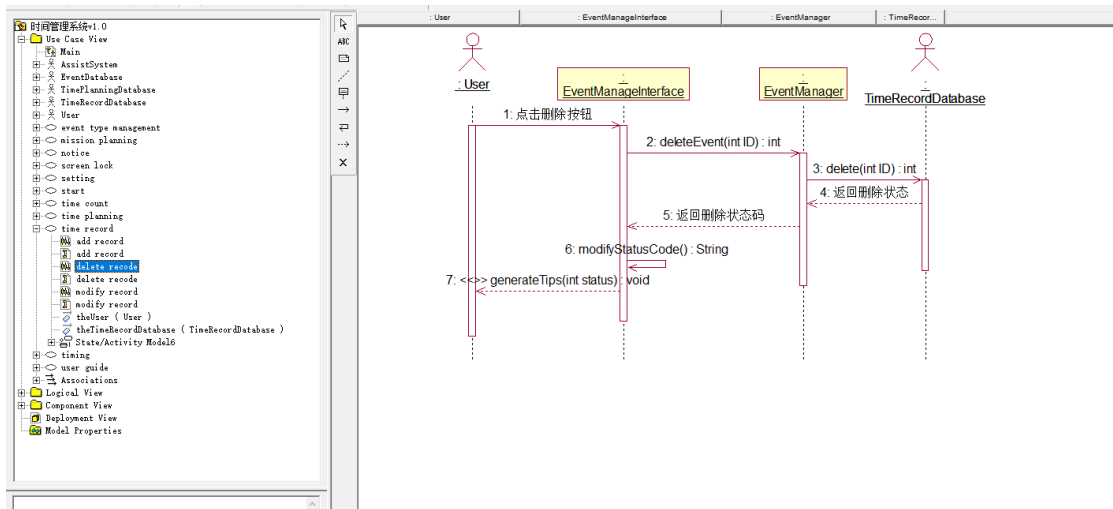 时间管理系统v1.0
Use Case View
Main
AssistSystem
EventDatabase
TimePlanningDatabase
TimeRecordDatabase
User
event type management
mission planning
notice
screen lock
setting
start
time count
time planning
time record
add record
add record
delete recode
delete recode
modify record
modify record
theUser ( User )
theTimeRecordDatabase ( TimeRecordDatabase )
State/Activity Model6
timing
user guide
Associations
Logical View
Component View
Deployment View
Model Properties
ABC
: User
: EventManageInterface
: EventManager
: TimeRecor...
: User
:
EventManageInterface
:
EventManager
:
TimeRecordDatabase
1: 点击删除按钮
2: deleteEvent(int ID) : int
3: delete(int ID) : int
4: 返回删除状态
5: 返回删除状态码
6: modifyStatusCode() : String
7: <<>> generateTips(int status) : void